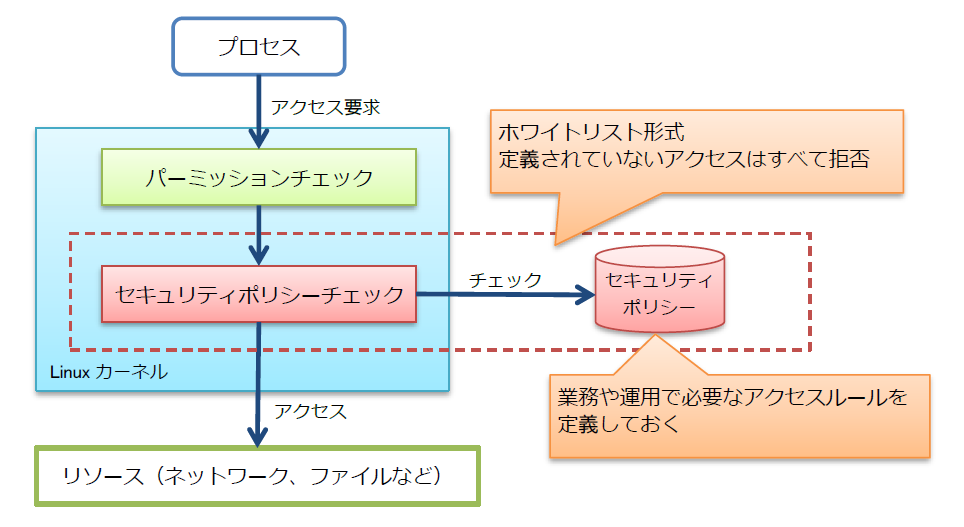 プロセス
アクセス要求
ホワイトリスト形式
定義されていないアクセスはすべて拒否
パーミッションチェック
セキュリティポリシーチェック
チェック
セキュリティ
ポリシー
Linux カーネル
業務や運用で必要なアクセスルールを
定義しておく
アクセス
リソース（ネットワーク、ファイルなど）